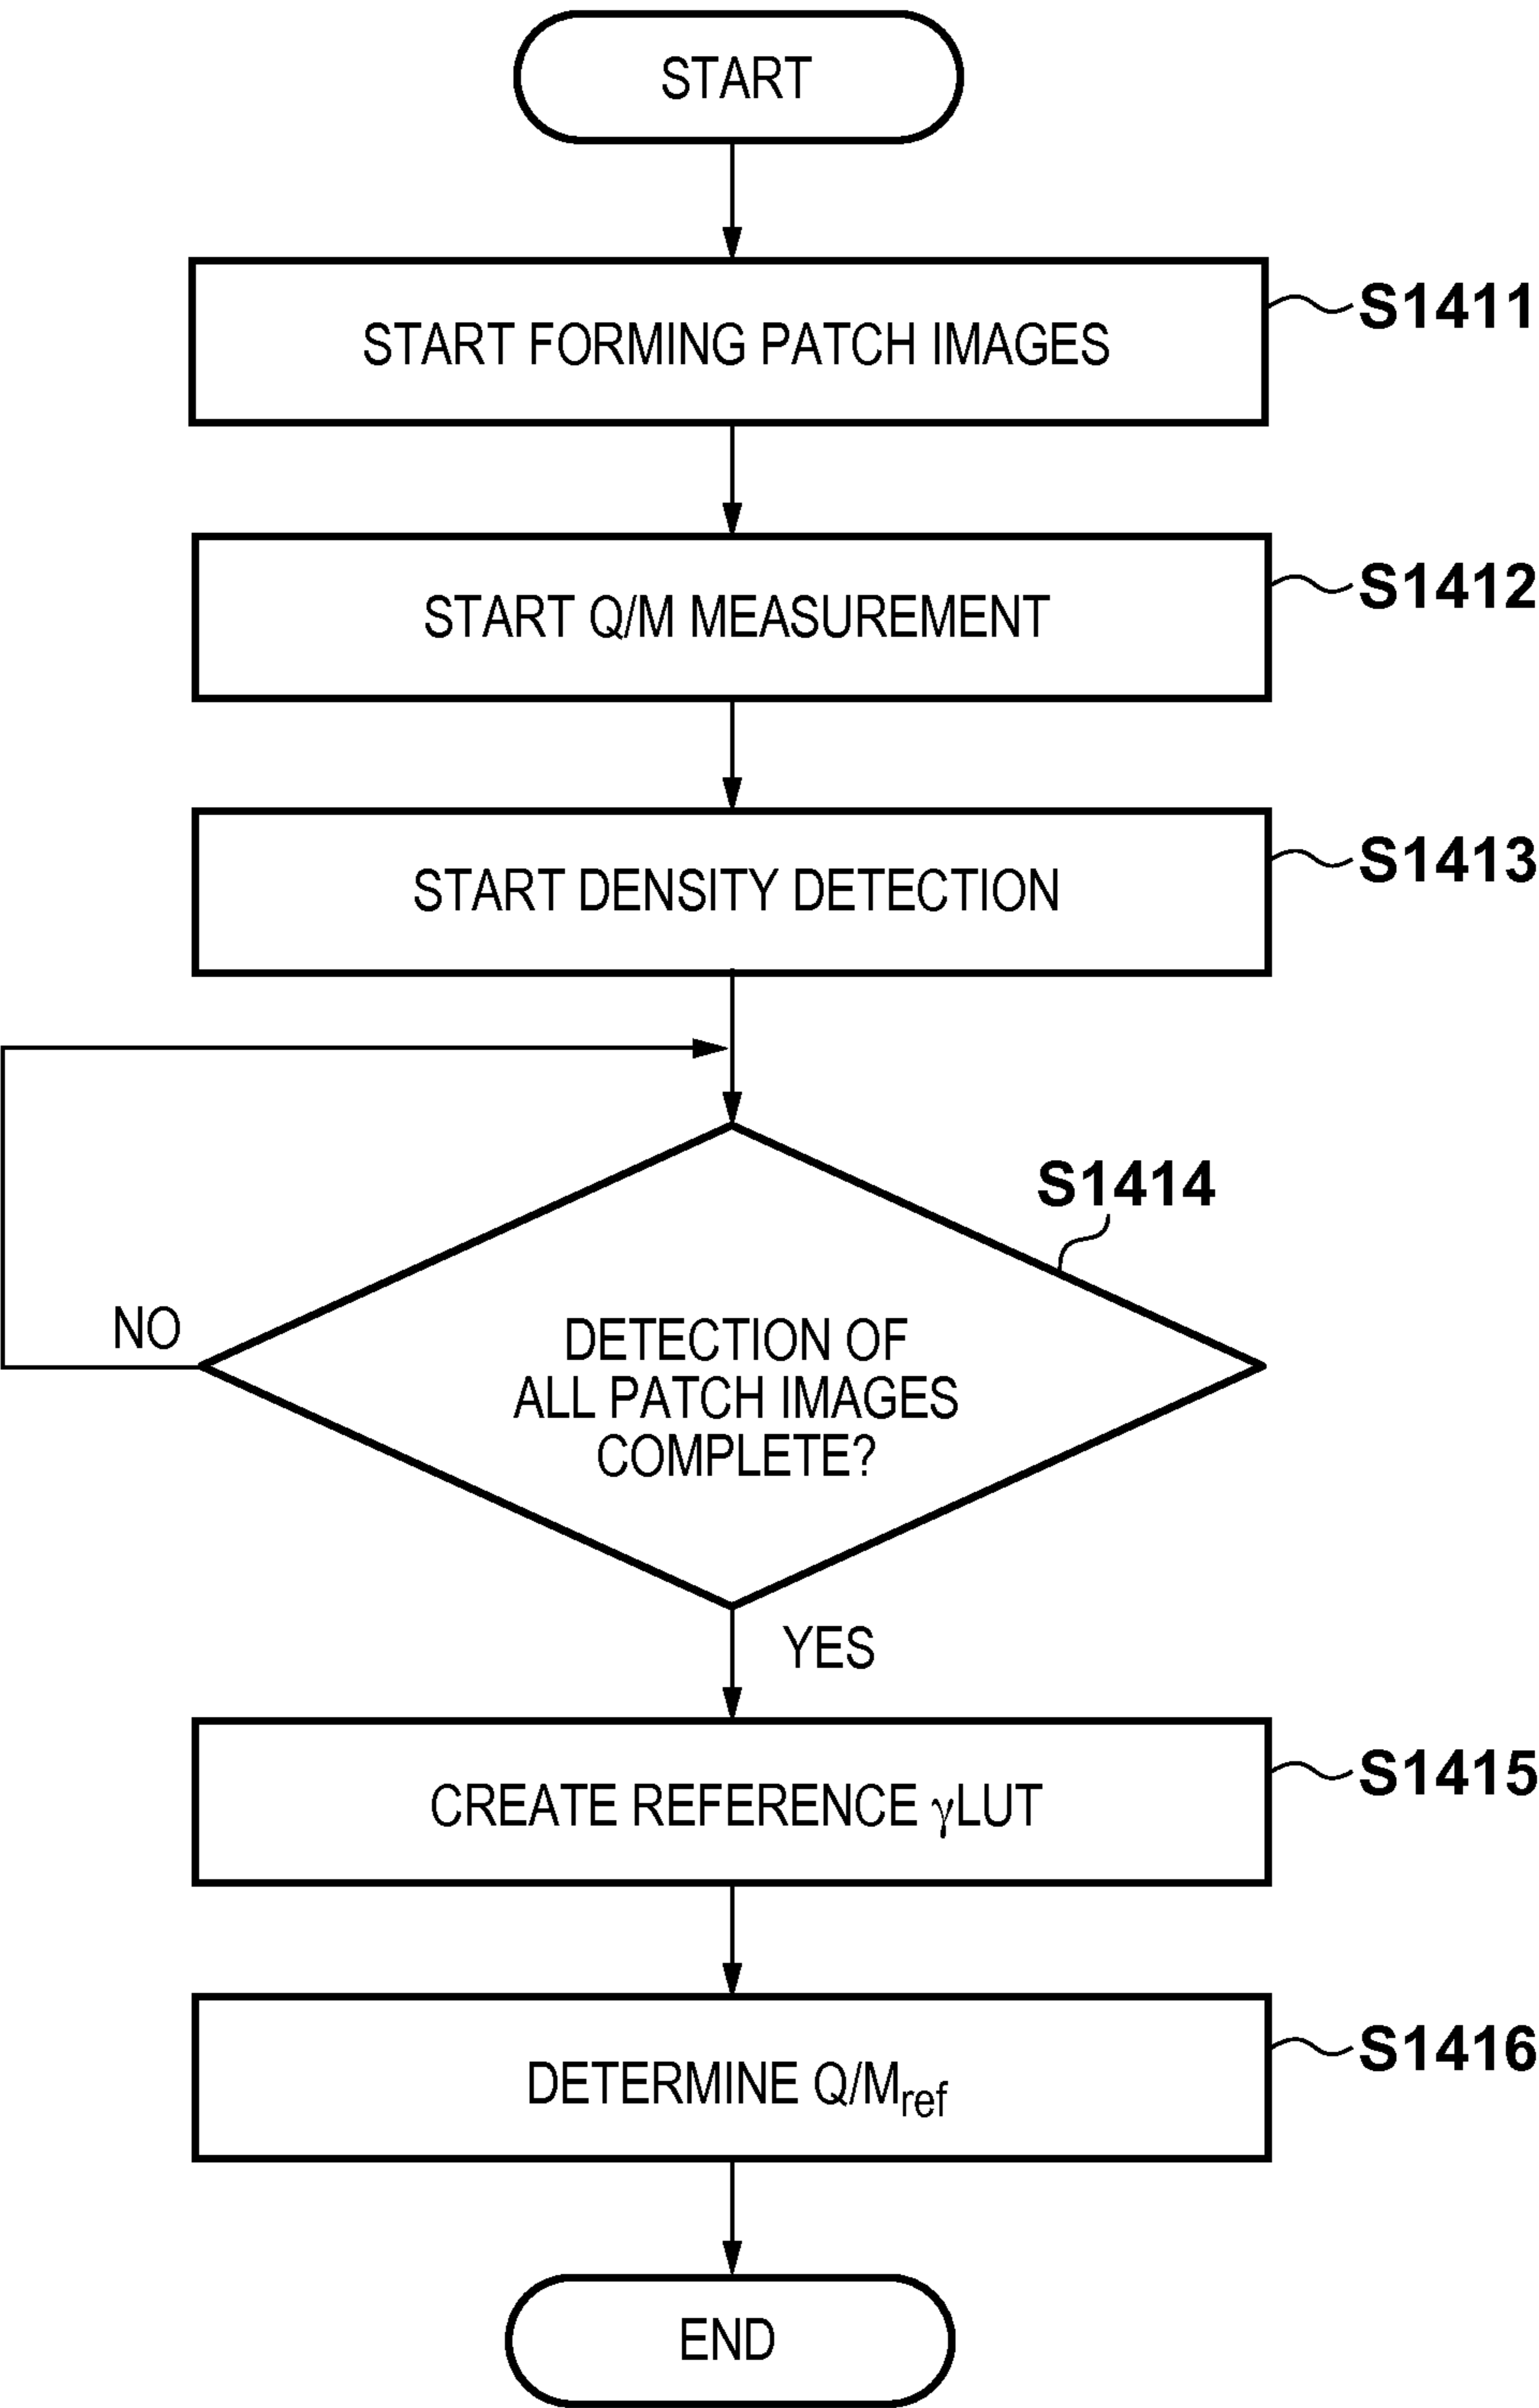 START
START FORMING PATCH IMAGES
S1411
START Q/M MEASUREMENT
S1412
START DENSITY DETECTION
S1413
S1414
NO
DETECTION OF
ALL PATCH IMAGES
COMPLETE?
YES
CREATE REFERENCE γLUT
S1415
DETERMINE Q/Mref
S1416
END